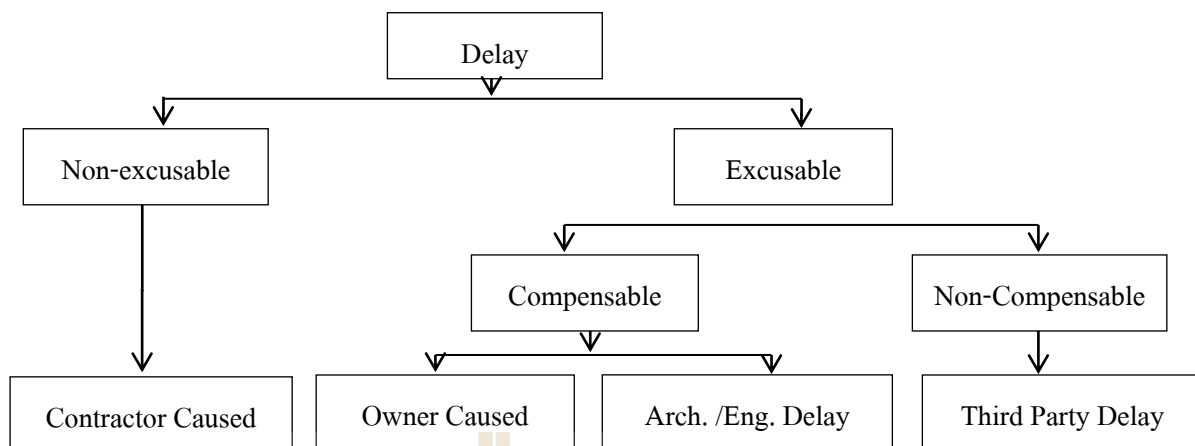 Delay
Non-excusable
Excusable
Compensable
Non-Compensable
Contractor Caused
Owner Caused
Arch. /Eng. Delay
Third Party Delay